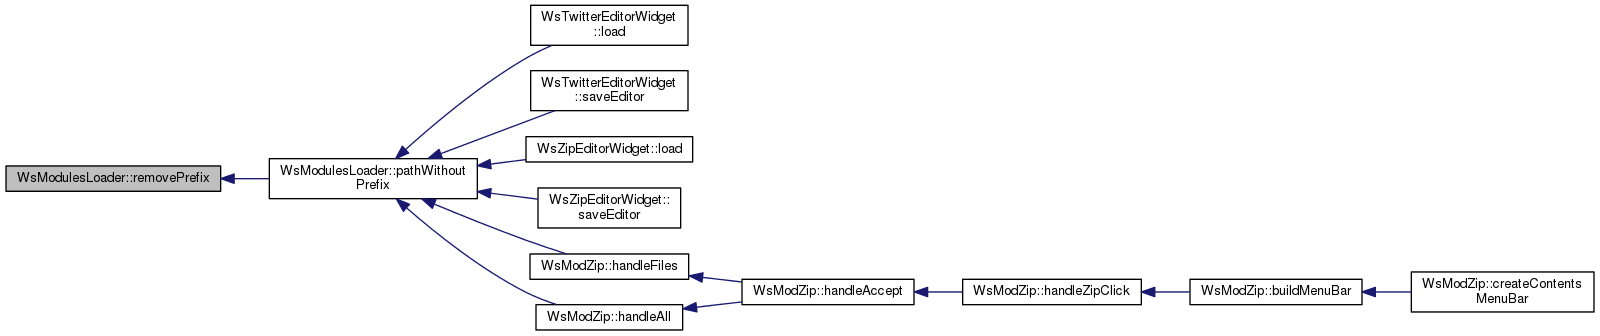 WsTwitterEditorWidget
::load
WsTwitterEditorWidget
::saveEditor
WsZipEditorWidget::load
WsModulesLoader::removePrefix
WsModulesLoader::pathWithout
Prefix
WsZipEditorWidget::
saveEditor
WsModZip::handleFiles
WsModZip::handleAll
WsModZip::handleAccept
WsModZip::handleZipClick
WsModZip::buildMenuBar
WsModZip::createContents
MenuBar